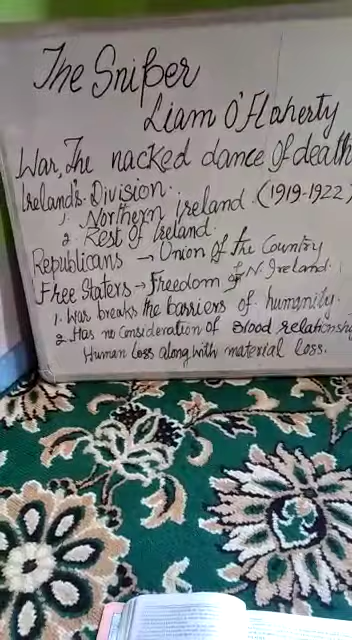 The Sniper
Liam O'Flaherty
War, The nacked dance Of death
Ireland's Division.
1. Northern ireland. (1919-1922)
2. Rest of Ireland.
Republicans → Union of the Country
Free Staters → Freedom of N. Ireland.
1. War breaks the barriers of humanity.
2. Has no consideration of Blood relationship
Human Loss along with material loss.